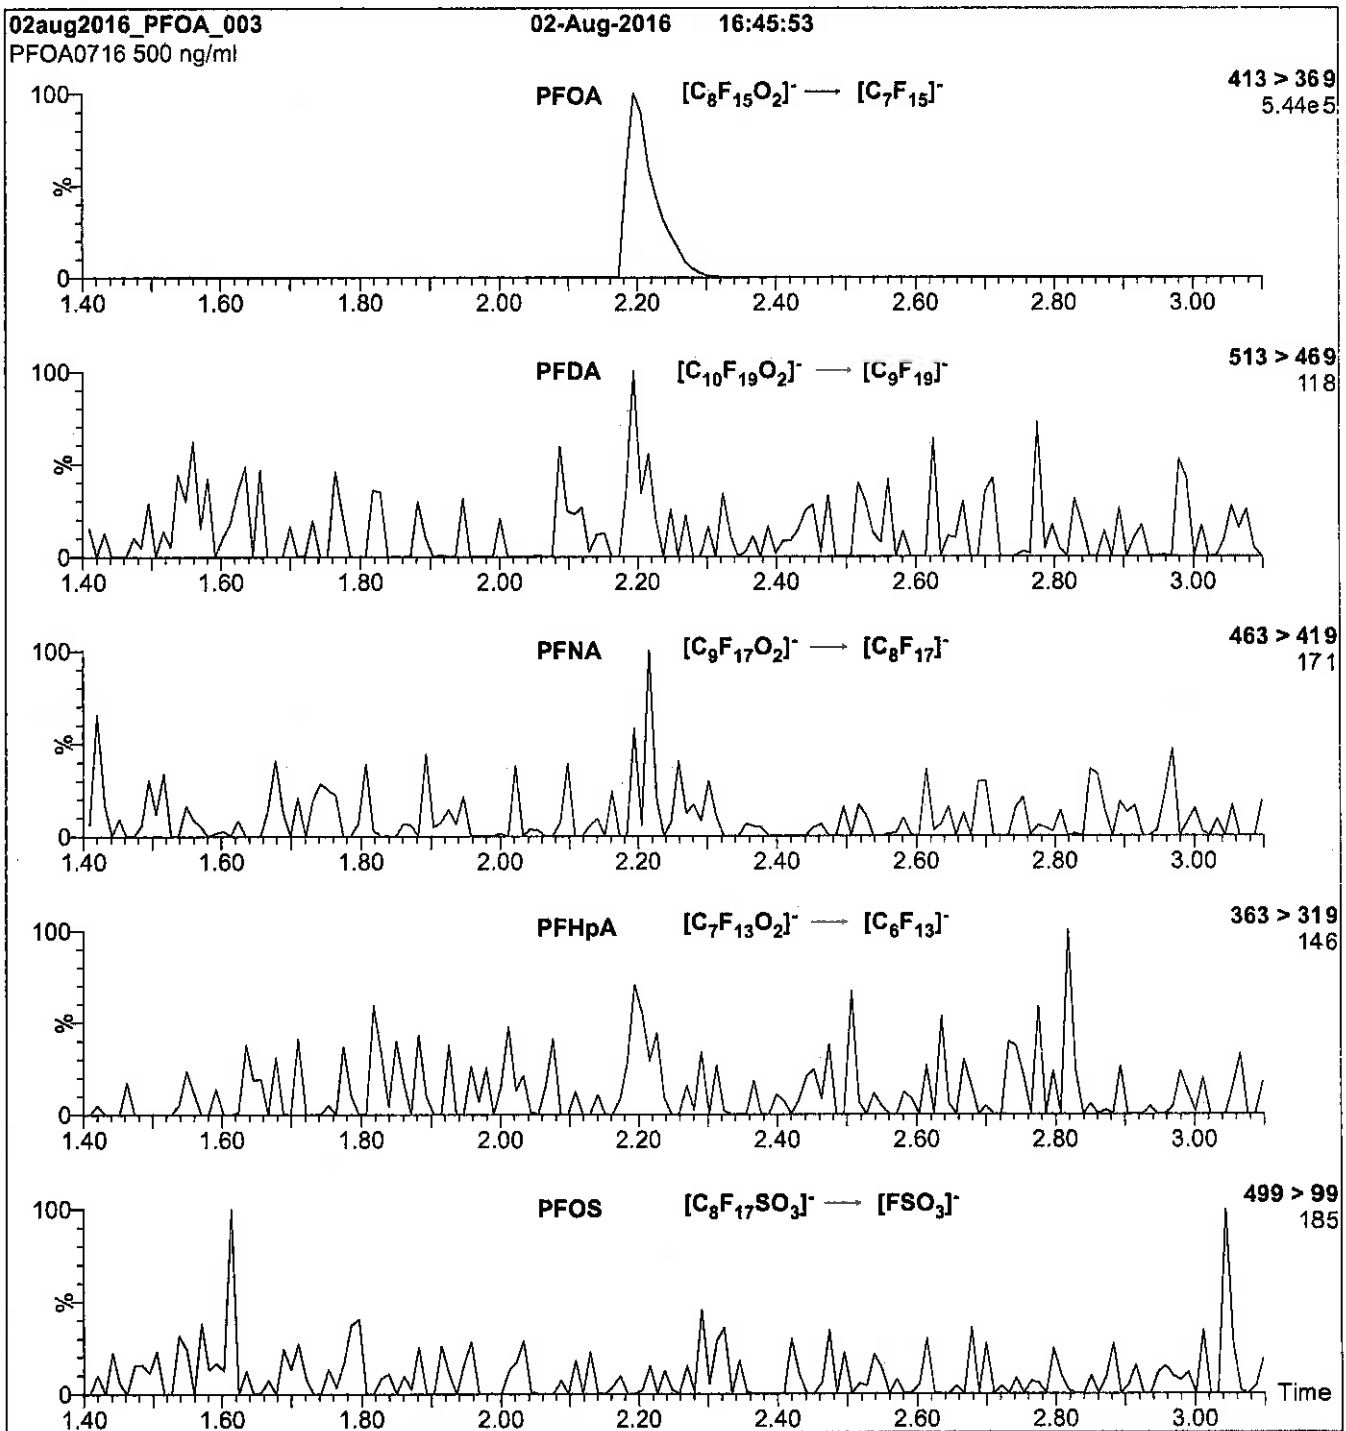 02aug2016_PFOA_003 02-Aug-2016 16:45:53
PFOA0716 500 ng/ml
PFOA [C₈F₁₅O₂]⁻ → [C₇F₁₅]⁻ 413 > 369
5.44e5
100
%
0
1.40 1.60 1.80 2.00 2.20 2.40 2.60 2.80 3.00
PFDA [C₁₀F₁₉O₂]⁻ → [C₉F₁₉]⁻ 513 > 469
118
100
%
0
1.40 1.60 1.80 2.00 2.20 2.40 2.60 2.80 3.00
PFNA [C₉F₁₇O₂]⁻ → [C₈F₁₇]⁻ 463 > 419
171
100
%
0
1.40 1.60 1.80 2.00 2.20 2.40 2.60 2.80 3.00
PFHpA [C₇F₁₃O₂]⁻ → [C₆F₁₃]⁻ 363 > 319
146
100
%
0
1.40 1.60 1.80 2.00 2.20 2.40 2.60 2.80 3.00
PFOS [C₈F₁₇SO₃]⁻ → [FSO₃]⁻ 499 > 99
185
100
%
0
Time
1.40 1.60 1.80 2.00 2.20 2.40 2.60 2.80 3.00